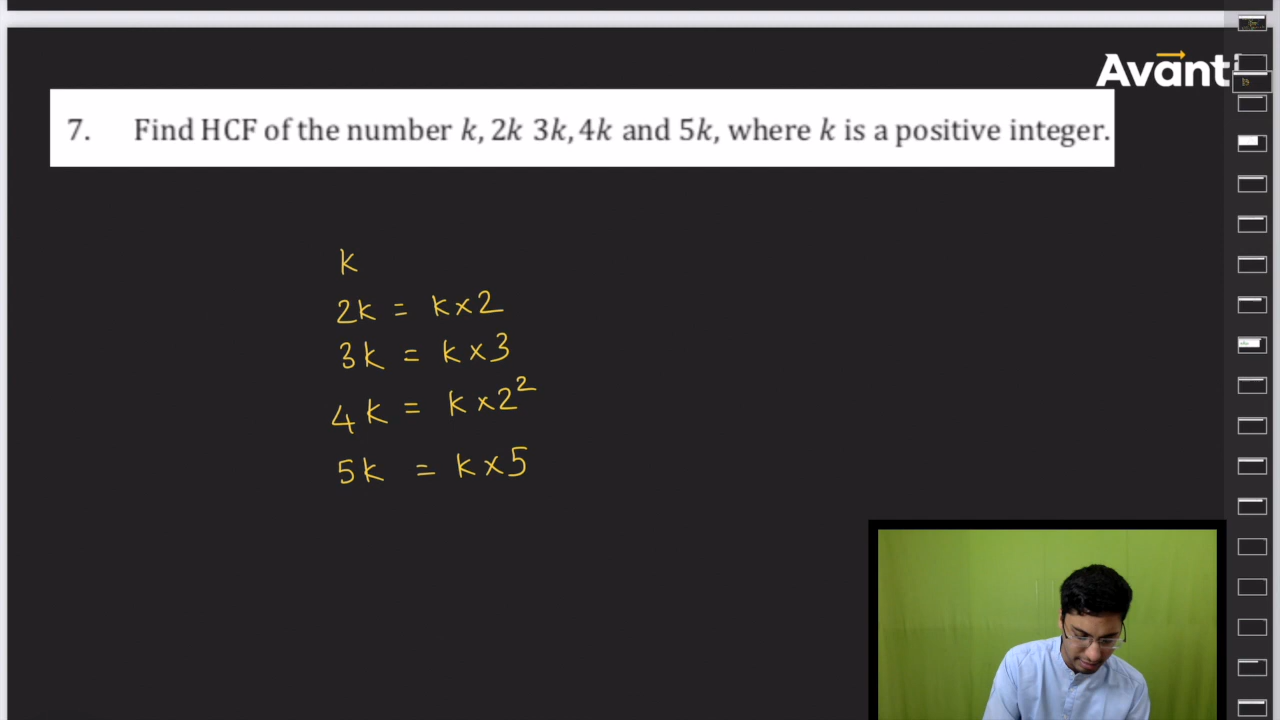 Avanti
7. Find HCF of the number k, 2k 3k, 4k and 5k, where k is a positive integer.
k
2k = k×2
3k = k×3
4k = k×2²
5k = k×5